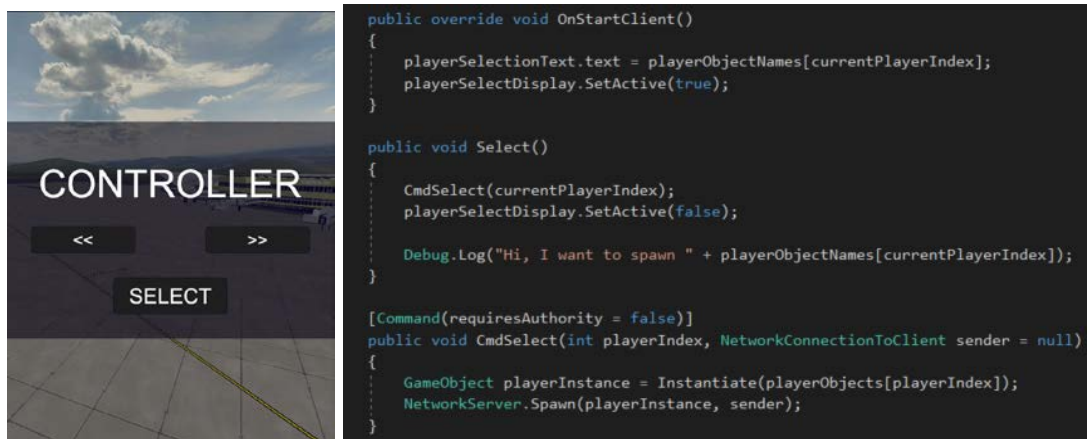 CONTROLLER
<< >>
SELECT
public override void OnStartClient()
{
playerSelectionText.text = playerObjectNames[currentPlayerIndex];
playerSelectDisplay.SetActive(true);
}
public void Select()
{
CmdSelect(currentPlayerIndex);
playerSelectDisplay.SetActive(false);
Debug.Log("Hi, I want to spawn " + playerObjectNames[currentPlayerIndex]);
}
[Command(requiresAuthority = false)]
public void CmdSelect(int playerIndex, NetworkConnectionToClient sender = null)
{
GameObject playerInstance = Instantiate(playerObjects[playerIndex]);
NetworkServer.Spawn(playerInstance, sender);
}